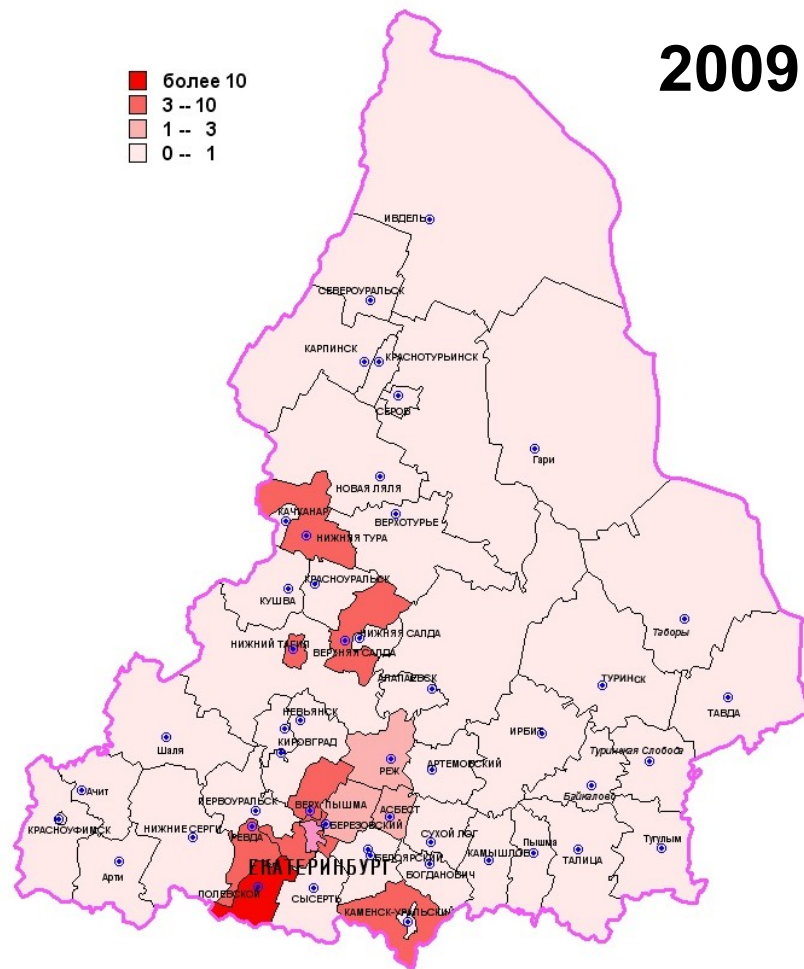 2009
более 10
3 -- 10
1 -- 3
0 -- 1
ИВДЕЛЬ
СЕВЕРОУРАЛЬСК
КАРПИНСК
КРАСНОТУРЬИНСК
СЕРОВ
Гари
НОВАЯ ЛЯЛЯ
КАЧКАНАР
ВЕРХОТУРЬЕ
НИЖНЯЯ ТУРА
КРАСНОУРАЛЬСК
КУШВА
Таборы
НИЖНЯЯ САЛДА
НИЖНИЙ ТАГИЛ
ВЕРХНЯЯ САЛДА
АЛАПАЕВСК
ТУРИНСК
ТАВДА
НЕВЬЯНСК
Шаля
КИРОВГРАД
ИРБИТ
Туринская Слобода
РЕЖ
АРТЕМОВСКИЙ
Ачит
Байкалово
ПЕРВОУРАЛЬСК
ВЕРХ.ПЫШМА
АСБЕСТ
КРАСНОУФИМСК
НИЖНИЕ СЕРГИ
РЕВДА
БЕРЕЗОВСКИЙ
СУХОЙ ЛОГ
Пышма
Тугулым
БЕЛОЯРСКИЙ
КАМЫШЛОВ
ТАЛИЦА
Арти
ЕКАТЕРИНБУРГ
БОГДАНОВИЧ
ПОЛЕВСКОЙ
СЫСЕРТЬ
КАМЕНСК-УРАЛЬСКИ